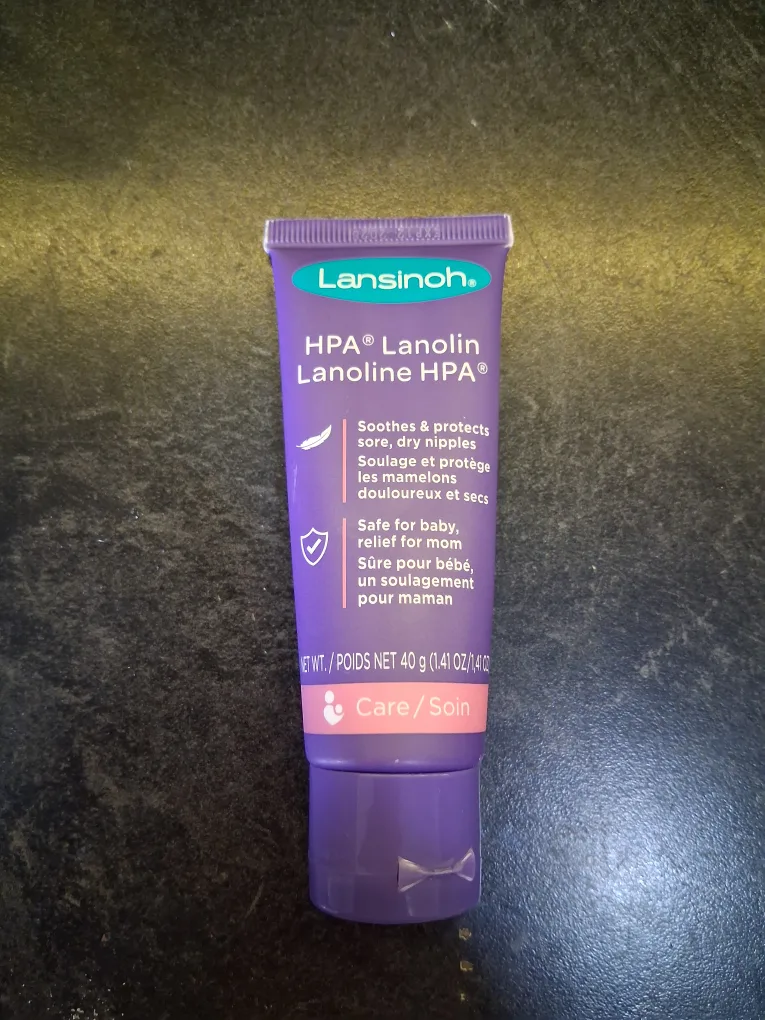 Lansinoh®
HPA® Lanolin
Lanoline HPA®
Soothes & protects
sore, dry nipples
Soulage et protège
les mamelons
douloureux et secs
Safe for baby,
relief for mom
Sûre pour bébé,
un soulagement
pour maman
NET WT. / POIDS NET 40 g (1.41 OZ/1,41 OZ)
Care/Soin